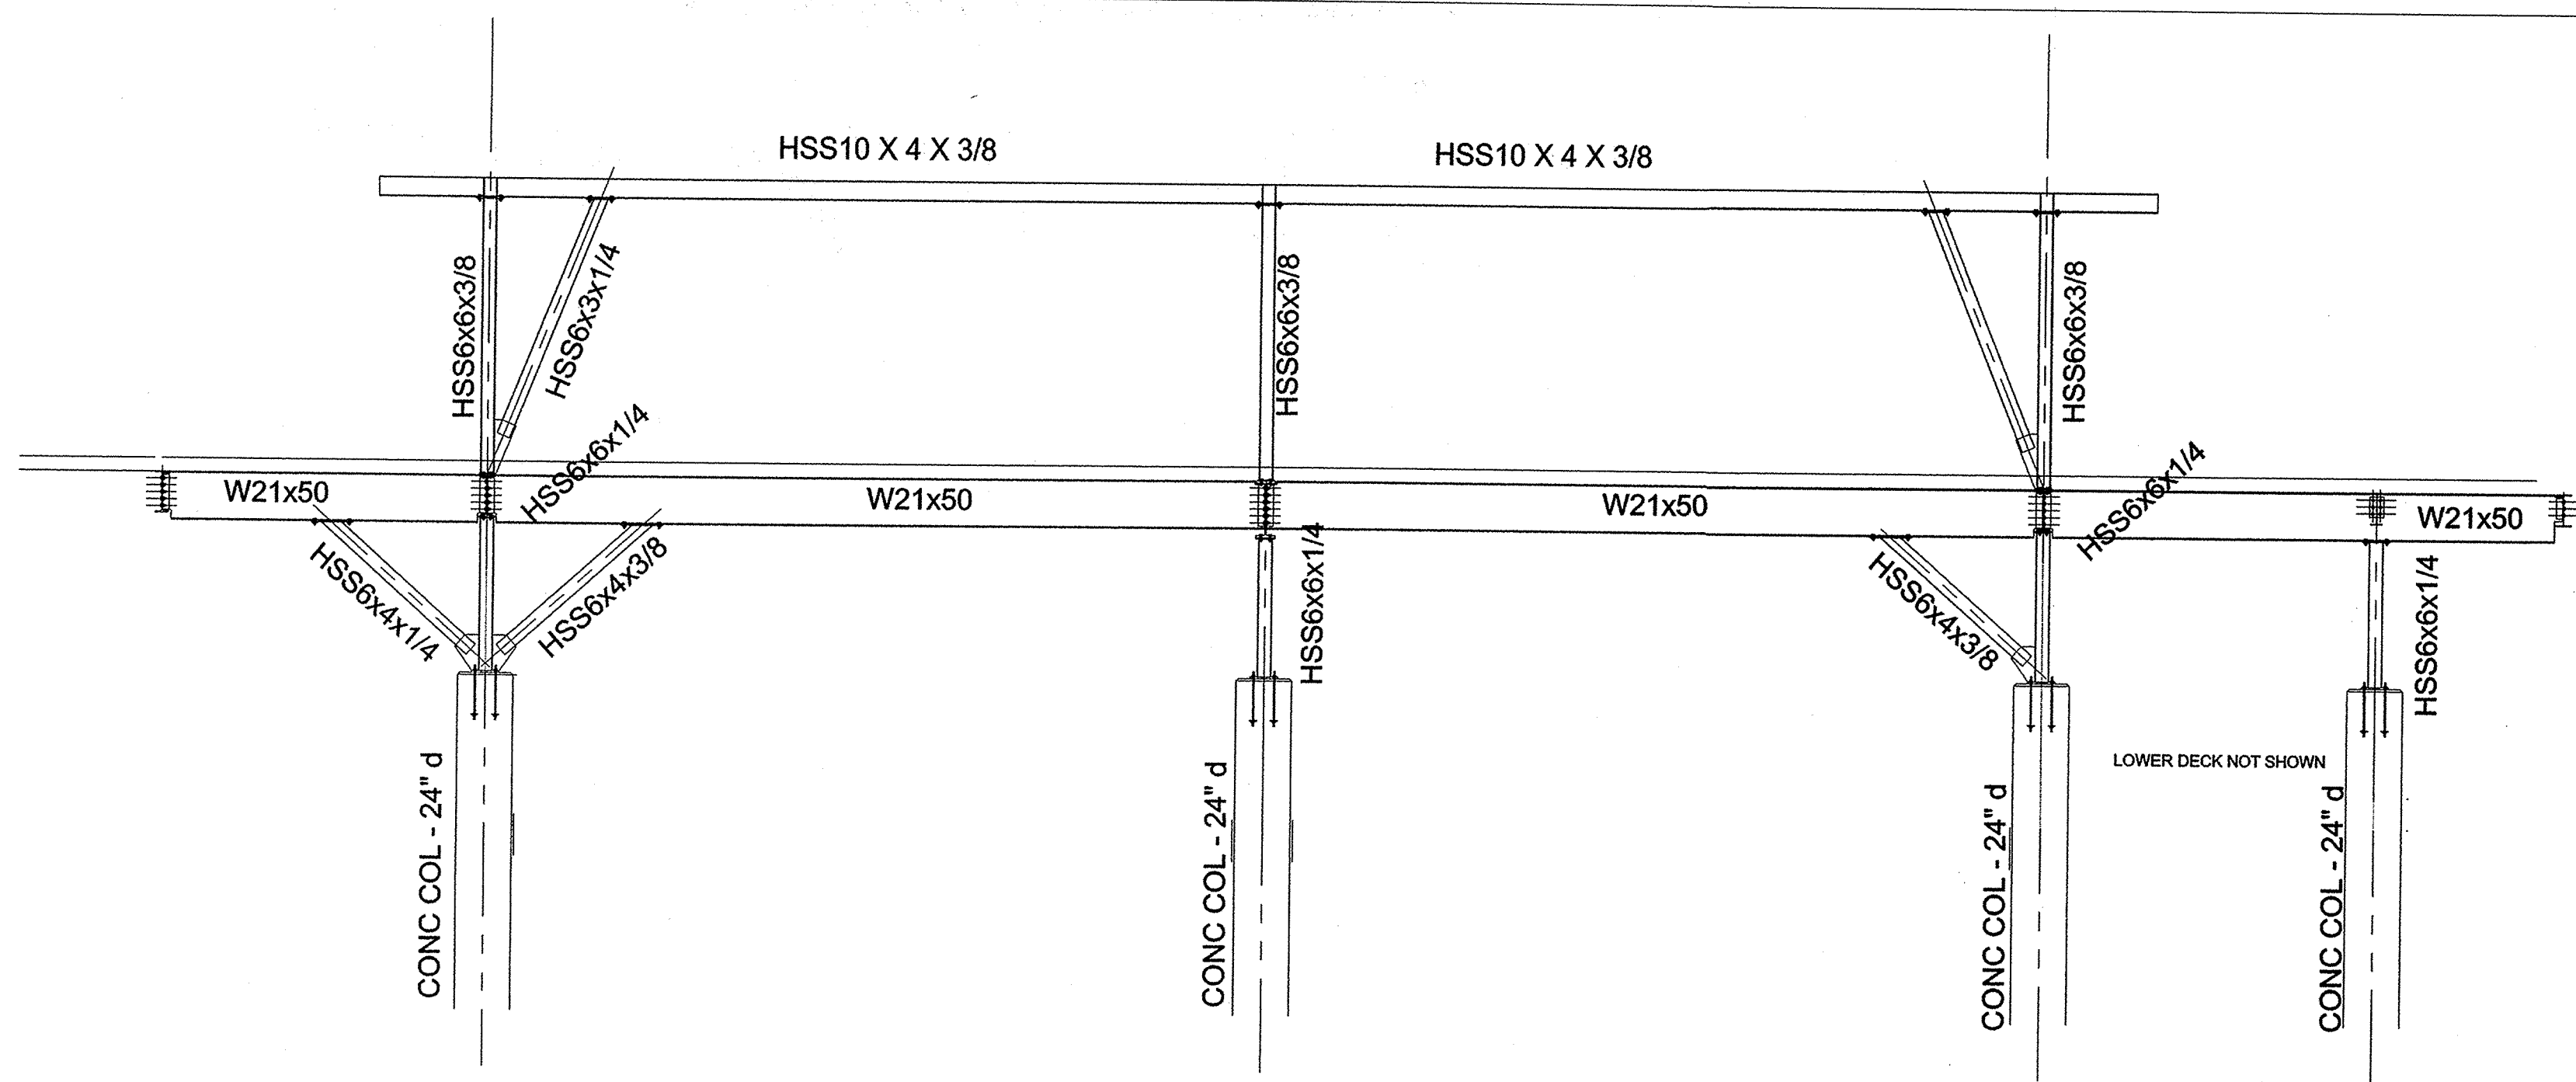 HSS10 X 4 X 3/8
HSS10 X 4 X 3/8
HSS6x6x3/8
HSS6x3x1/4
HSS6x6x3/8
HSS6x6x3/8
HSS6x6x1/4
HSS6x6x1/4
W21x50
W21x50
W21x50
W21x50
HSS6x4x1/4
HSS6x4x3/8
HSS6x6x1/4
HSS6x4x3/8
HSS6x6x1/4
CONC COL - 24" d
CONC COL - 24" d
CONC COL - 24" d
LOWER DECK NOT SHOWN
CONC COL - 24" d